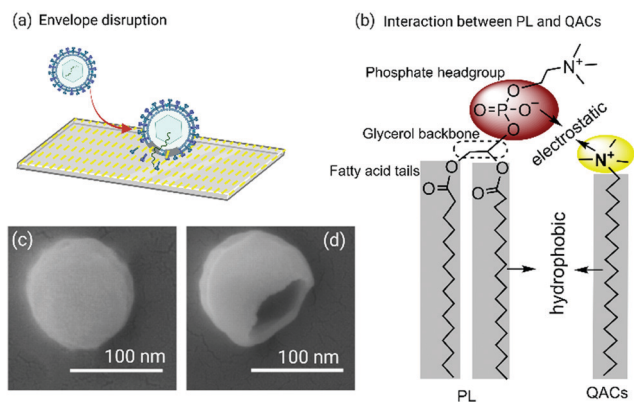 (a) Envelope disruption
(b) Interaction between PL and QACs
Phosphate headgroup
Glycerol backbone
Fatty acid tails
N+
O
O=P-O-
O
O
O
O
O
electrostatic
N+
hydrophobic
PL
QACs
(c)
100 nm
(d)
100 nm